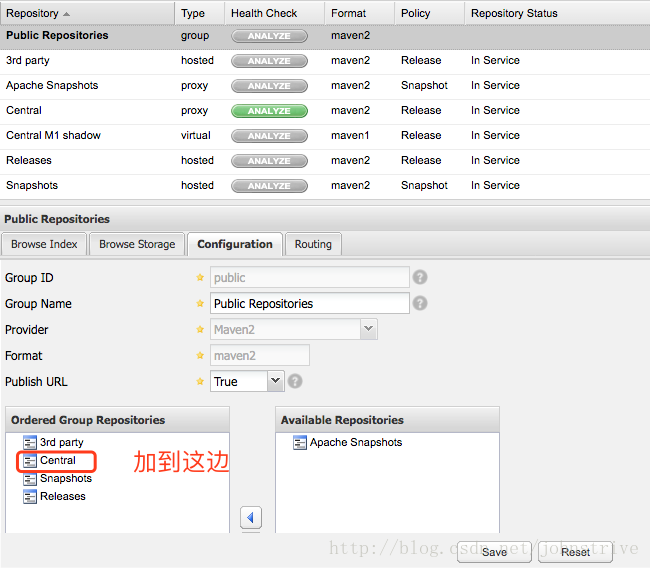 Repository Type Health Check Format Policy Repository Status
Public Repositories group ANALYZE maven2
3rd party hosted ANALYZE maven2 Release In Service
Apache Snapshots proxy ANALYZE maven2 Snapshot In Service
Central proxy ANALYZE maven2 Release In Service
Central M1 shadow virtual ANALYZE maven1 Release In Service
Releases hosted ANALYZE maven2 Release In Service
Snapshots hosted ANALYZE maven2 Snapshot In Service
Public Repositories
Browse Index Browse Storage Configuration Routing
Group ID public ?
Group Name Public Repositories ?
Provider Maven2
Format maven2
Publish URL True ?
Ordered Group Repositories
3rd party
Central 加到这边
Snapshots
Releases
Available Repositories
Apache Snapshots
http://blog.csdn.net/johnstrive
Save Reset